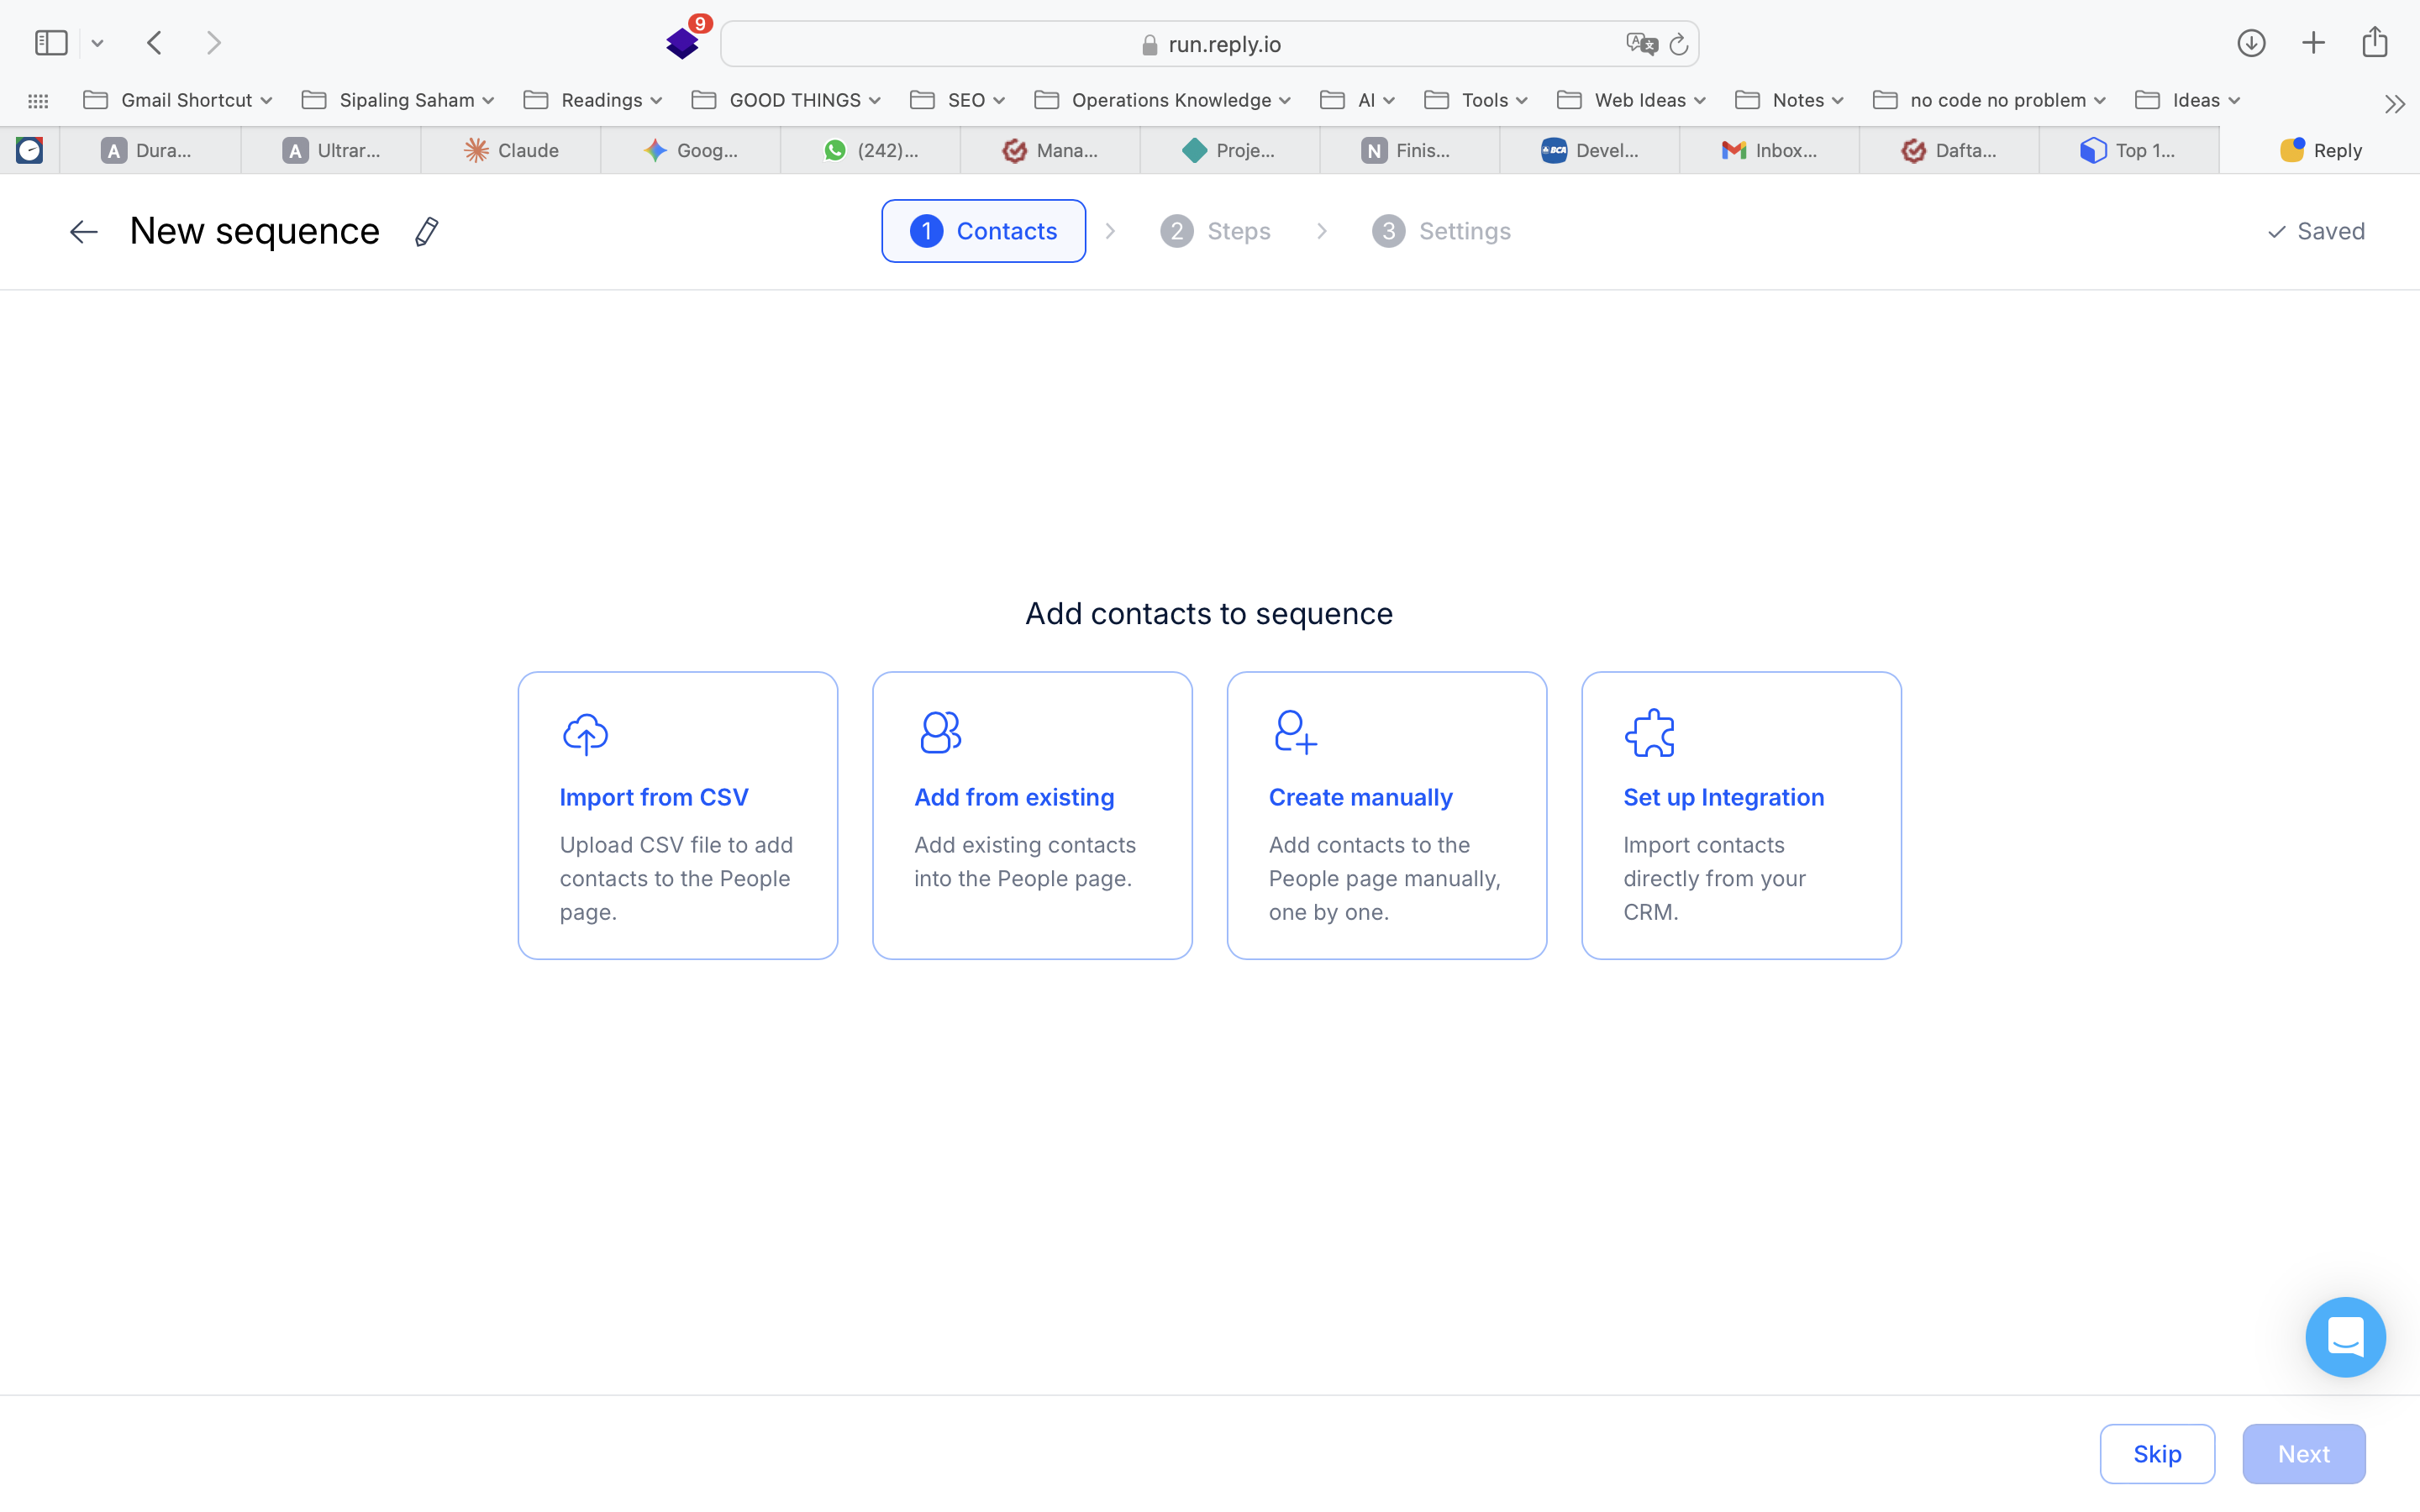 9
run.reply.io
Gmail Shortcut
Sipaling Saham
Readings
GOOD THINGS
SEO
Operations Knowledge
AI
Tools
Web Ideas
Notes
no code no problem
Ideas
A Dura...
A Ultrar...
Claude
Goog...
(242)...
Mana...
Proje...
N Finis...
BCA Devel...
Inbox...
Dafta...
Top 1...
Reply
New sequence
1 Contacts
2 Steps
3 Settings
Saved
Add contacts to sequence
Import from CSV
Upload CSV file to add
contacts to the People
page.
Add from existing
Add existing contacts
into the People page.
Create manually
Add contacts to the
People page manually,
one by one.
Set up Integration
Import contacts
directly from your
CRM.
Skip
Next